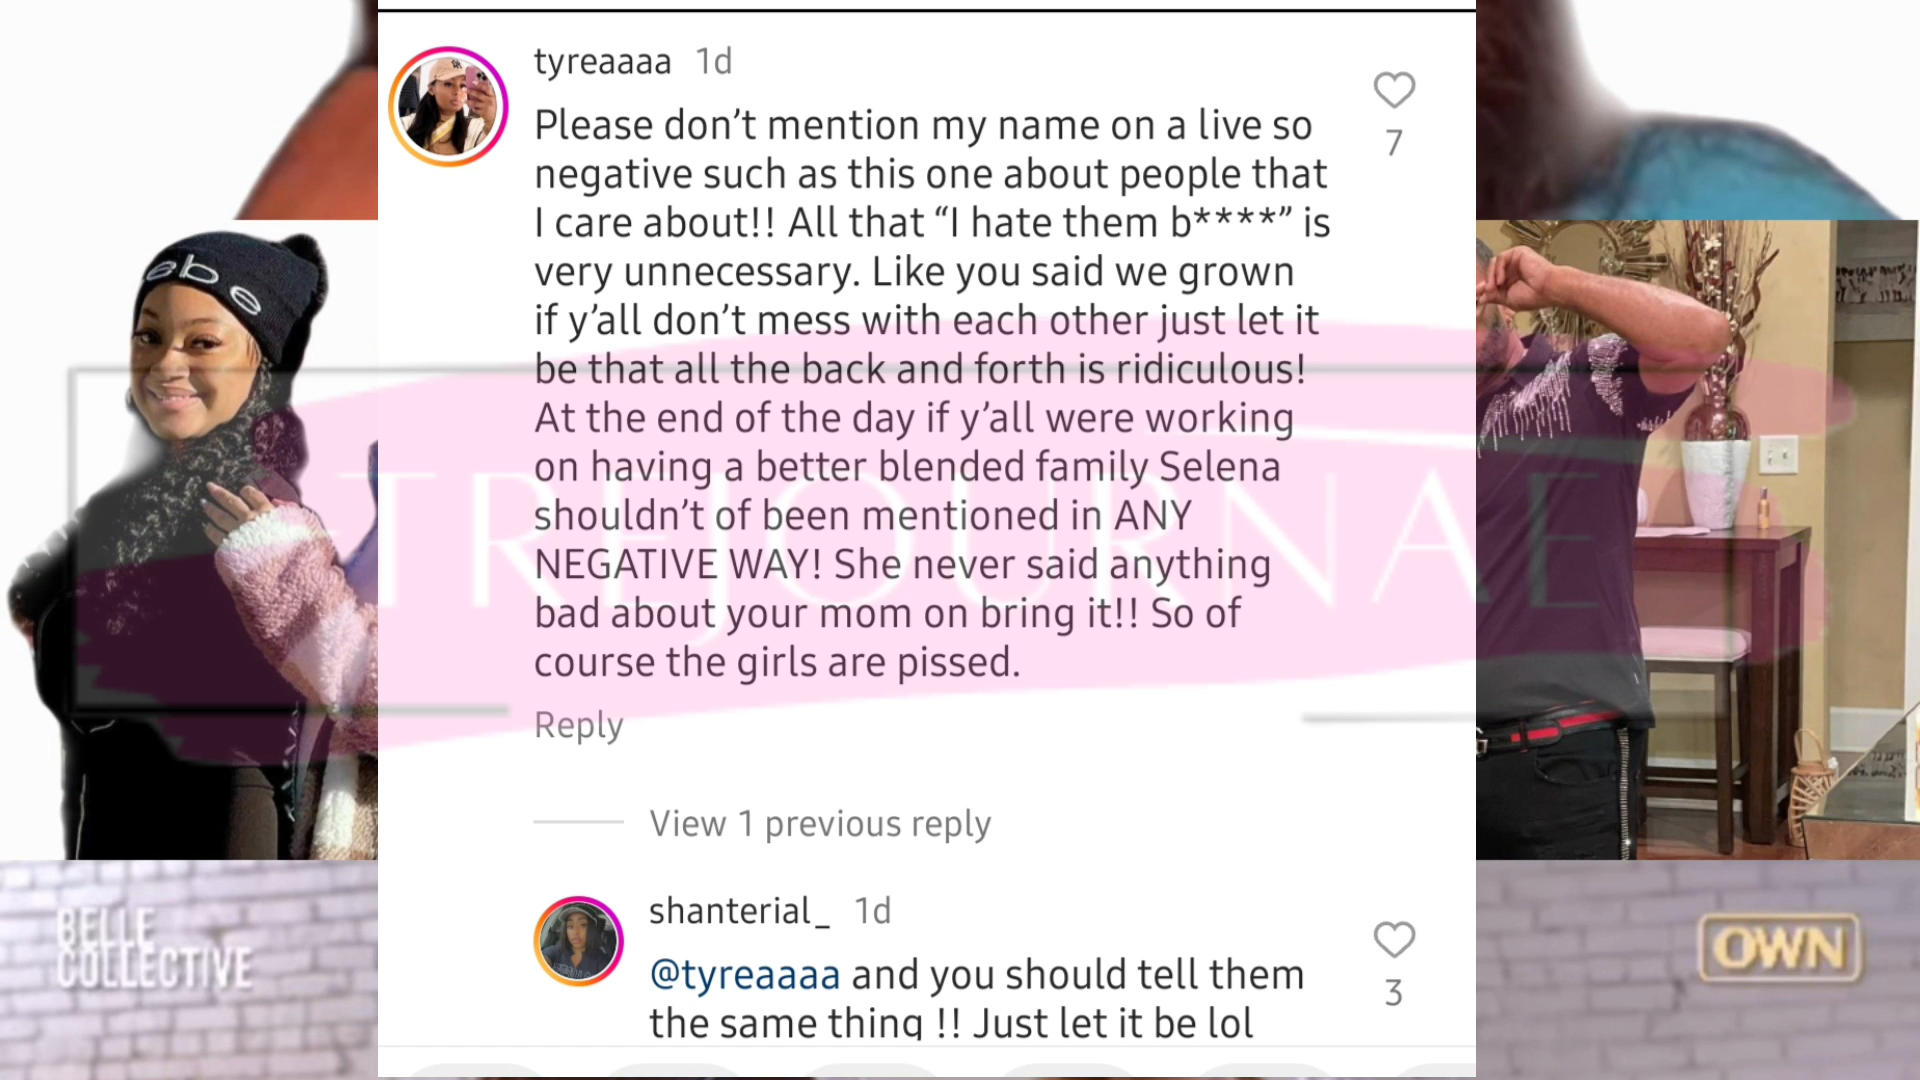 tyreaaaa 1d
Please don’t mention my name on a live so
negative such as this one about people that
I care about!! All that “I hate them b****” is
very unnecessary. Like you said we grown
if y’all don’t mess with each other just let it
be that all the back and forth is ridiculous!
At the end of the day if y’all were working
on having a better blended family Selena
shouldn’t of been mentioned in ANY
NEGATIVE WAY! She never said anything
bad about your mom on bring it!! So of
course the girls are pissed.
7
Reply
View 1 previous reply
shanterial_ 1d
@tyreaaaa and you should tell them
the same thing !! Just let it be lol
3
TREJOURNAE
BELLE
COLLECTIVE
OWN